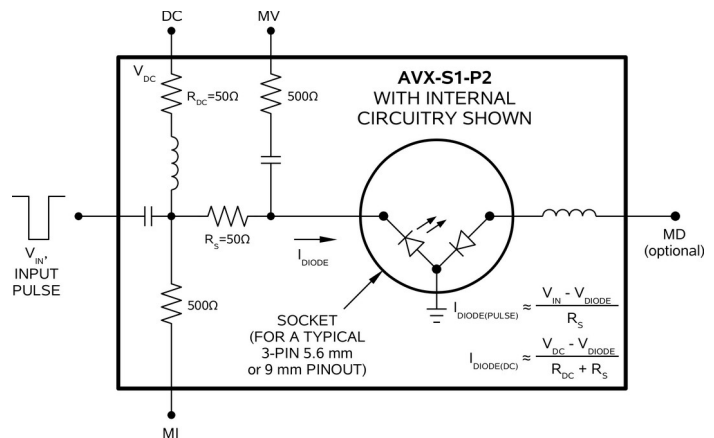 DC
MV
V_DC
R_DC=50Ω
500Ω
AVX-S1-P2
WITH INTERNAL
CIRCUITRY SHOWN
V_IN,
INPUT
PULSE
R_S=50Ω
I_DIODE
MD
(optional)
500Ω
SOCKET
(FOR A TYPICAL
3-PIN 5.6 mm
or 9 mm PINOUT)
I_DIODE(PULSE) ≈ V_IN - V_DIODE
R_S
I_DIODE(DC) ≈ V_DC - V_DIODE
R_DC + R_S
MI